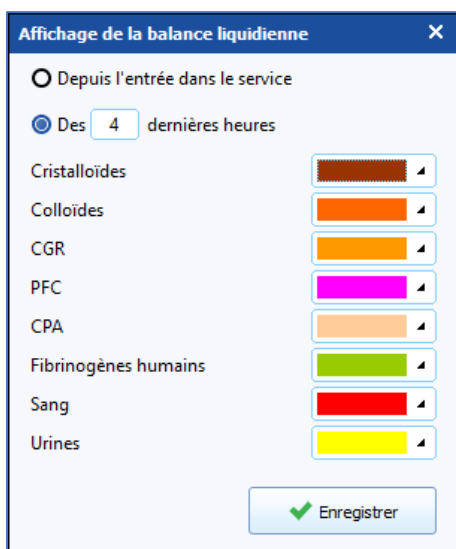 Affichage de la balance liquidienne
Depuis l'entrée dans le service
Des 4 dernières heures
Cristalloïdes
Colloïdes
CGR
PFC
CPA
Fibrinogènes humains
Sang
Urines
Enregistrer